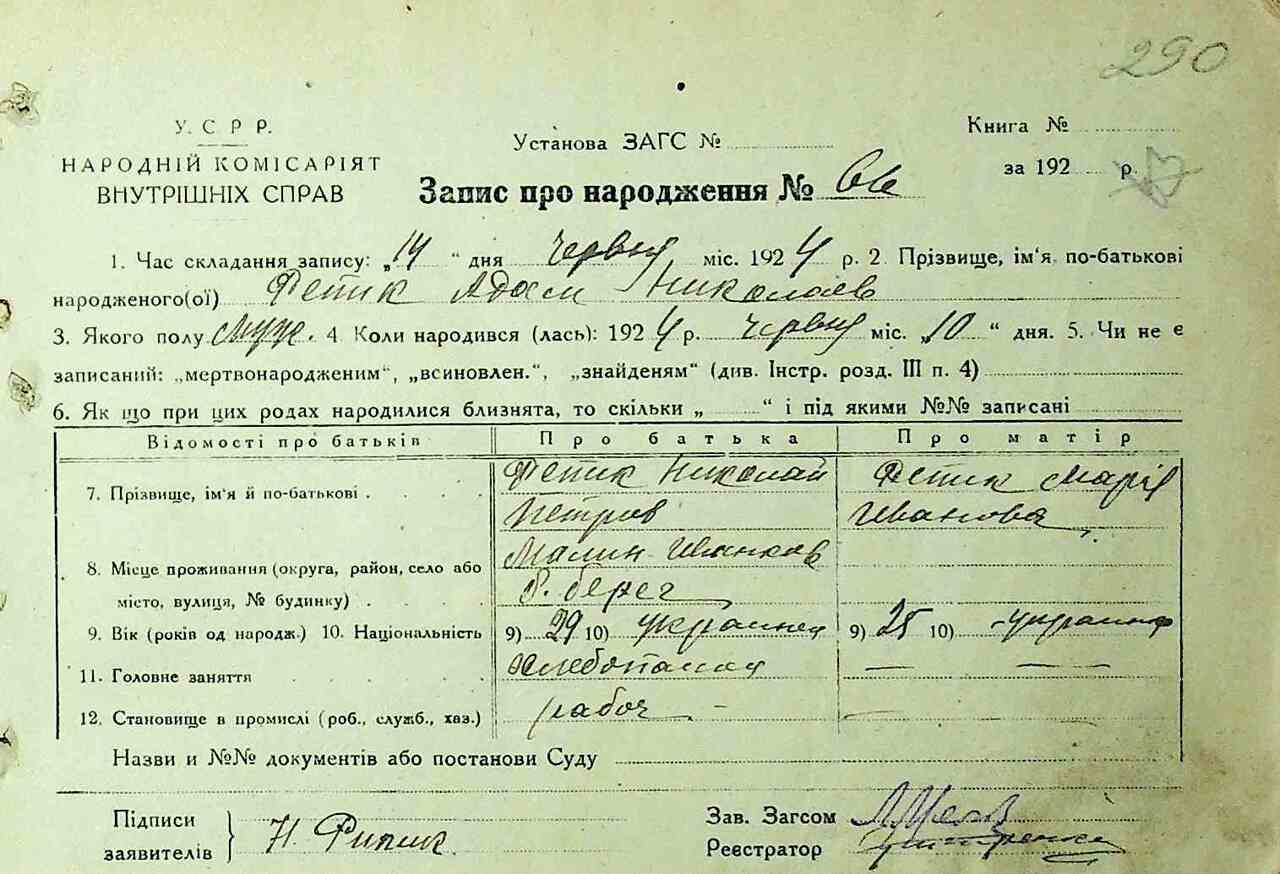 290
У. С. Р. Р.
НАРОДНІЙ КОМІСАРІЯТ
ВНУТРІШНІХ СПРАВ
Установа ЗАГС №
Книга №
за 192 р.
Запис про народження № 66
1. Час складання запису: „14“ дня червня міс. 1924 р. 2. Прізвище, ім'я по-батькові
народженого(ої) Фетик Адам Николаев
3. Якого полу муж. 4 Коли народився (лась): 1924 р. червня міс. „10“ дня. 5. Чи не є
записаний: „мертвонародженим“, „всиновлен.“, „знайденям“ (див. Інстр. розд. III п. 4)
6. Як що при цих родах народилися близнята, то скільки „ “ і під якими №№ записані
Відомості про батьків Про батька Про матір
7. Прізвище, ім'я й по-батькові Фетик Николай Петров Фетик Марія Иванова
8. Місце проживання (округа, район, село або місто, вулиця, № будинку) Малин Иванков берег
9. Вік (років од народж.) 10. Національність 9) 29 10) украинец 9) 25 10) украин
11. Головне заняття — —
12. Становище в промислі (роб., служб., хаз.) рабоч —
Назви и №№ документів або постанови Суду
Підписи заявителів Н.
Зав. Загсом
Реєстратор